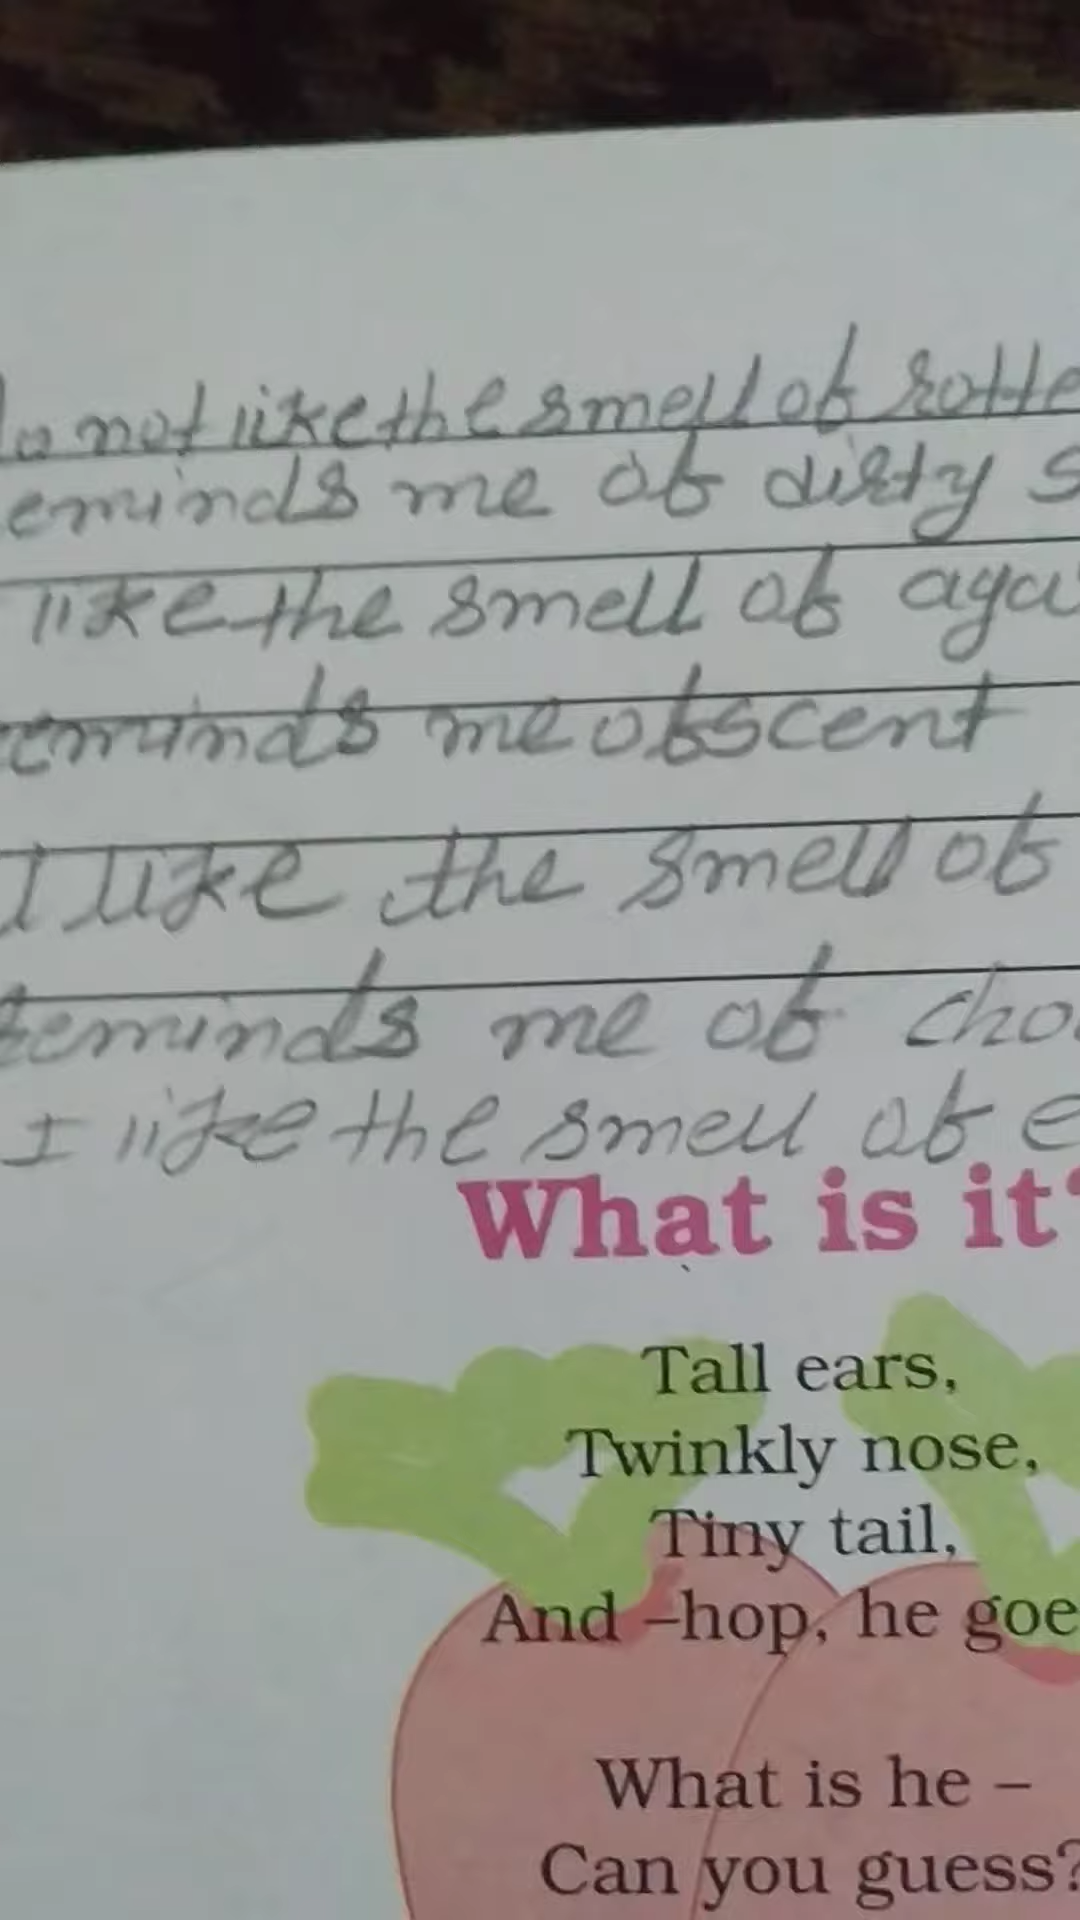 do not like the smell of rotte
eminds me of dirty s
like the smell of aga
eminds me of scent
I like the smell of
reminds me of cho
I like the smell of e
What is it?
Tall ears,
Twinkly nose,
Tiny tail,
And –hop, he goe
What is he –
Can you guess?